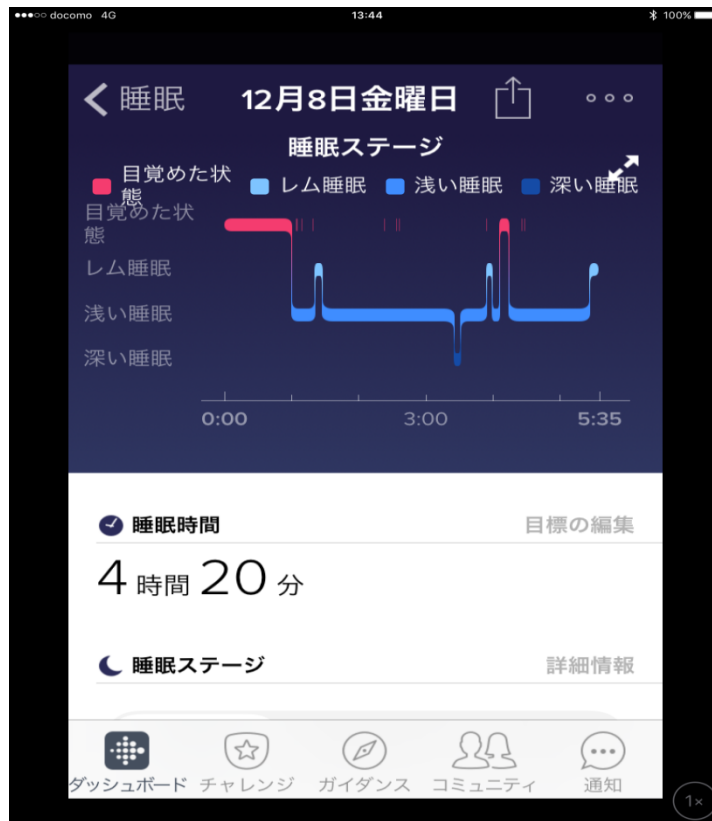 docomo 4G 13:44 100%
睡眠 12月8日金曜日
睡眠ステージ
目覚めた状態 レム睡眠 浅い睡眠 深い睡眠
目覚めた状態
レム睡眠
浅い睡眠
深い睡眠
0:00 3:00 5:35
睡眠時間 目標の編集
4 時間 20 分
睡眠ステージ 詳細情報
ダッシュボード チャレンジ ガイダンス コミュニティ 通知
1×